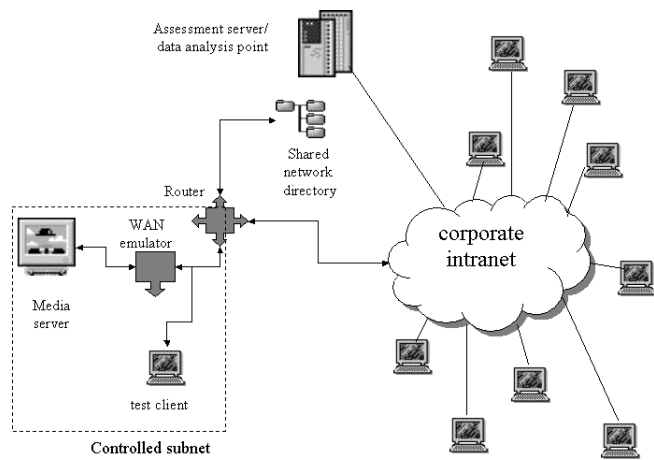 Assessment server/
data analysis point
Shared
network
directory
Router
WAN
emulator
corporate
intranet
Media
server
test client
Controlled subnet